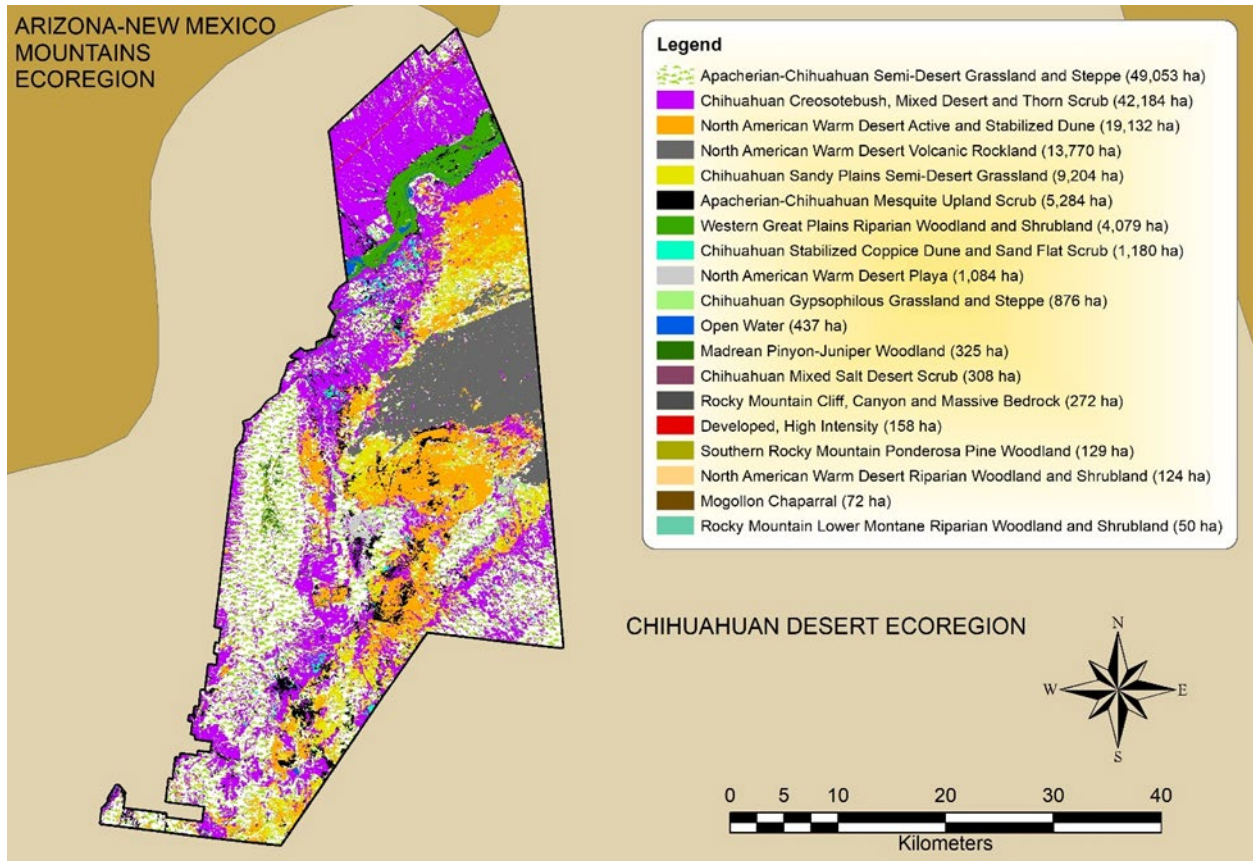 ARIZONA-NEW MEXICO
MOUNTAINS
ECOREGION
Legend
Apacherian-Chihuahuan Semi-Desert Grassland and Steppe (49,053 ha)
Chihuahuan Creosotebush, Mixed Desert and Thorn Scrub (42,184 ha)
North American Warm Desert Active and Stabilized Dune (19,132 ha)
North American Warm Desert Volcanic Rockland (13,770 ha)
Chihuahuan Sandy Plains Semi-Desert Grassland (9,204 ha)
Apacherian-Chihuahuan Mesquite Upland Scrub (5,284 ha)
Western Great Plains Riparian Woodland and Shrubland (4,079 ha)
Chihuahuan Stabilized Coppice Dune and Sand Flat Scrub (1,180 ha)
North American Warm Desert Playa (1,084 ha)
Chihuahuan Gypsophilous Grassland and Steppe (876 ha)
Open Water (437 ha)
Madrean Pinyon-Juniper Woodland (325 ha)
Chihuahuan Mixed Salt Desert Scrub (308 ha)
Rocky Mountain Cliff, Canyon and Massive Bedrock (272 ha)
Developed, High Intensity (158 ha)
Southern Rocky Mountain Ponderosa Pine Woodland (129 ha)
North American Warm Desert Riparian Woodland and Shrubland (124 ha)
Mogollon Chaparral (72 ha)
Rocky Mountain Lower Montane Riparian Woodland and Shrubland (50 ha)
CHIHUAHUAN DESERT ECOREGION
N
W E
S
0 5 10 20 30 40
Kilometers